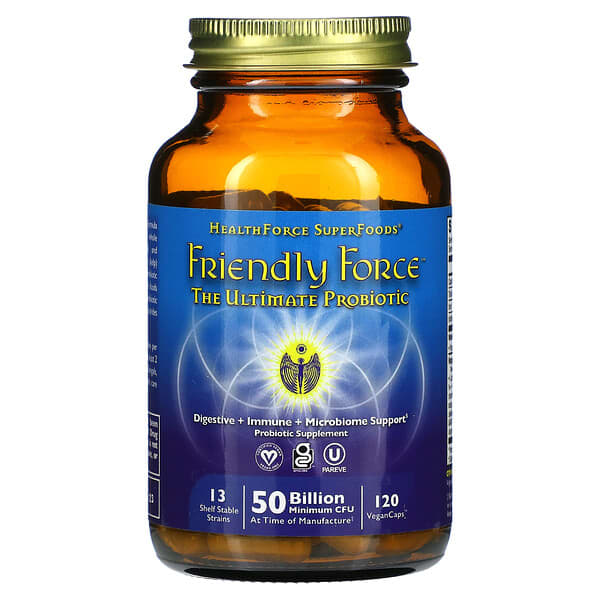 HealthForce SuperFoods®
Friendly Force™
The Ultimate Probiotic
Digestive + Immune + Microbiome Support‡
Probiotic Supplement
U
PAREVE
13
Shelf Stable
Strains
50 Billion
Minimum CFU
At Time of Manufacture†
120
VeganCaps™